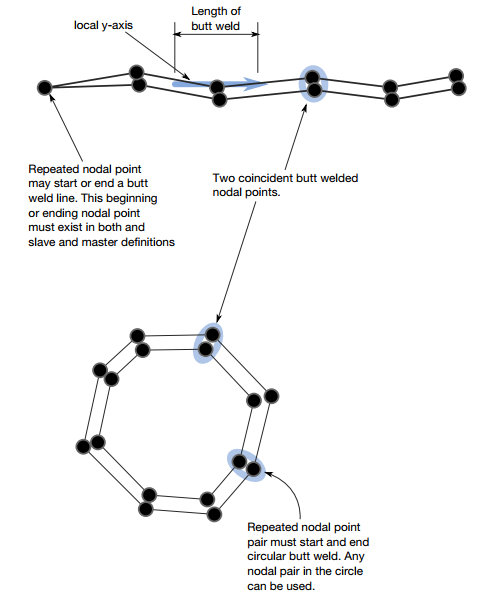 Length of
butt weld
local y-axis
Repeated nodal point
may start or end a butt
weld line. This beginning
or ending nodal point
must exist in both and
slave and master definitions
Two coincident butt welded
nodal points.
Repeated nodal point
pair must start and end
circular butt weld. Any
nodal pair in the circle
can be used.